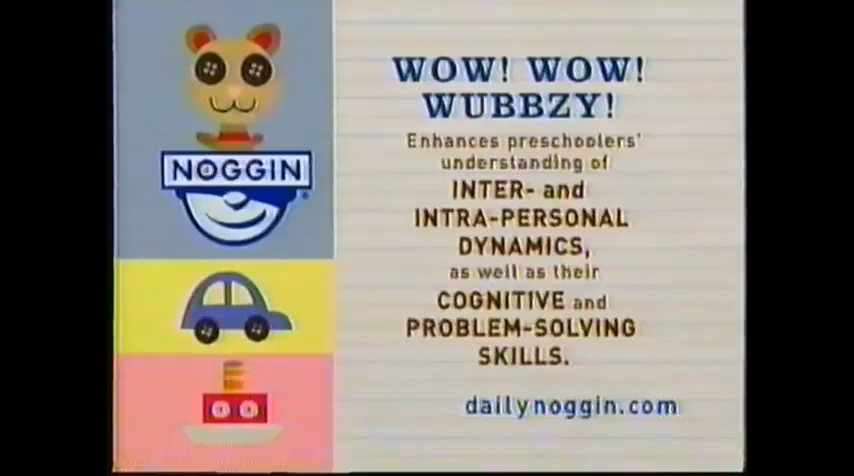 NOGGIN
WOW! WOW!
WUBBZY!
Enhances preschoolers'
understanding of
INTER- and
INTRA-PERSONAL
DYNAMICS,
as well as their
COGNITIVE and
PROBLEM-SOLVING
SKILLS.
dailynoggin.com